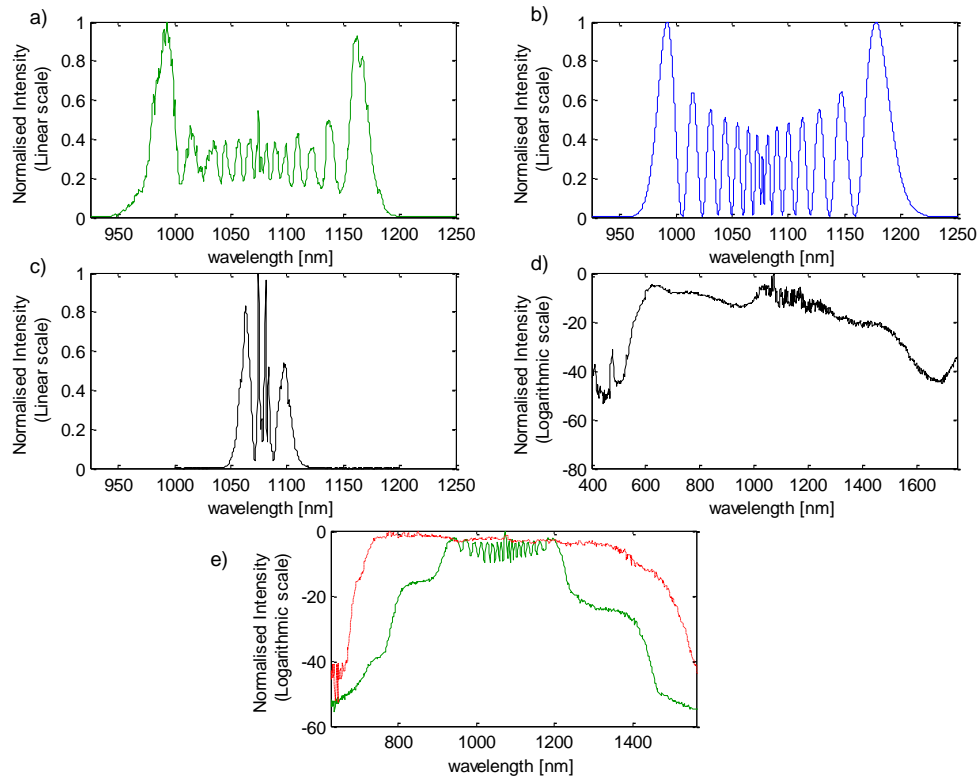 a)
1
0.8
0.6
0.4
0.2
0
950 1000 1050 1100 1150 1200 1250
wavelength [nm]
Normalised Intensity
(Linear scale)
b)
1
0.8
0.6
0.4
0.2
0
950 1000 1050 1100 1150 1200 1250
wavelength [nm]
Normalised Intensity
(Linear scale)
c)
1
0.8
0.6
0.4
0.2
0
950 1000 1050 1100 1150 1200 1250
wavelength [nm]
Normalised Intensity
(Linear scale)
d)
0
-20
-40
-60
-80
400 600 800 1000 1200 1400 1600
wavelength [nm]
Normalised Intensity
(Logarithmic scale)
e)
0
-20
-40
-60
800 1000 1200 1400
wavelength [nm]
Normalised Intensity
(Logarithmic scale)